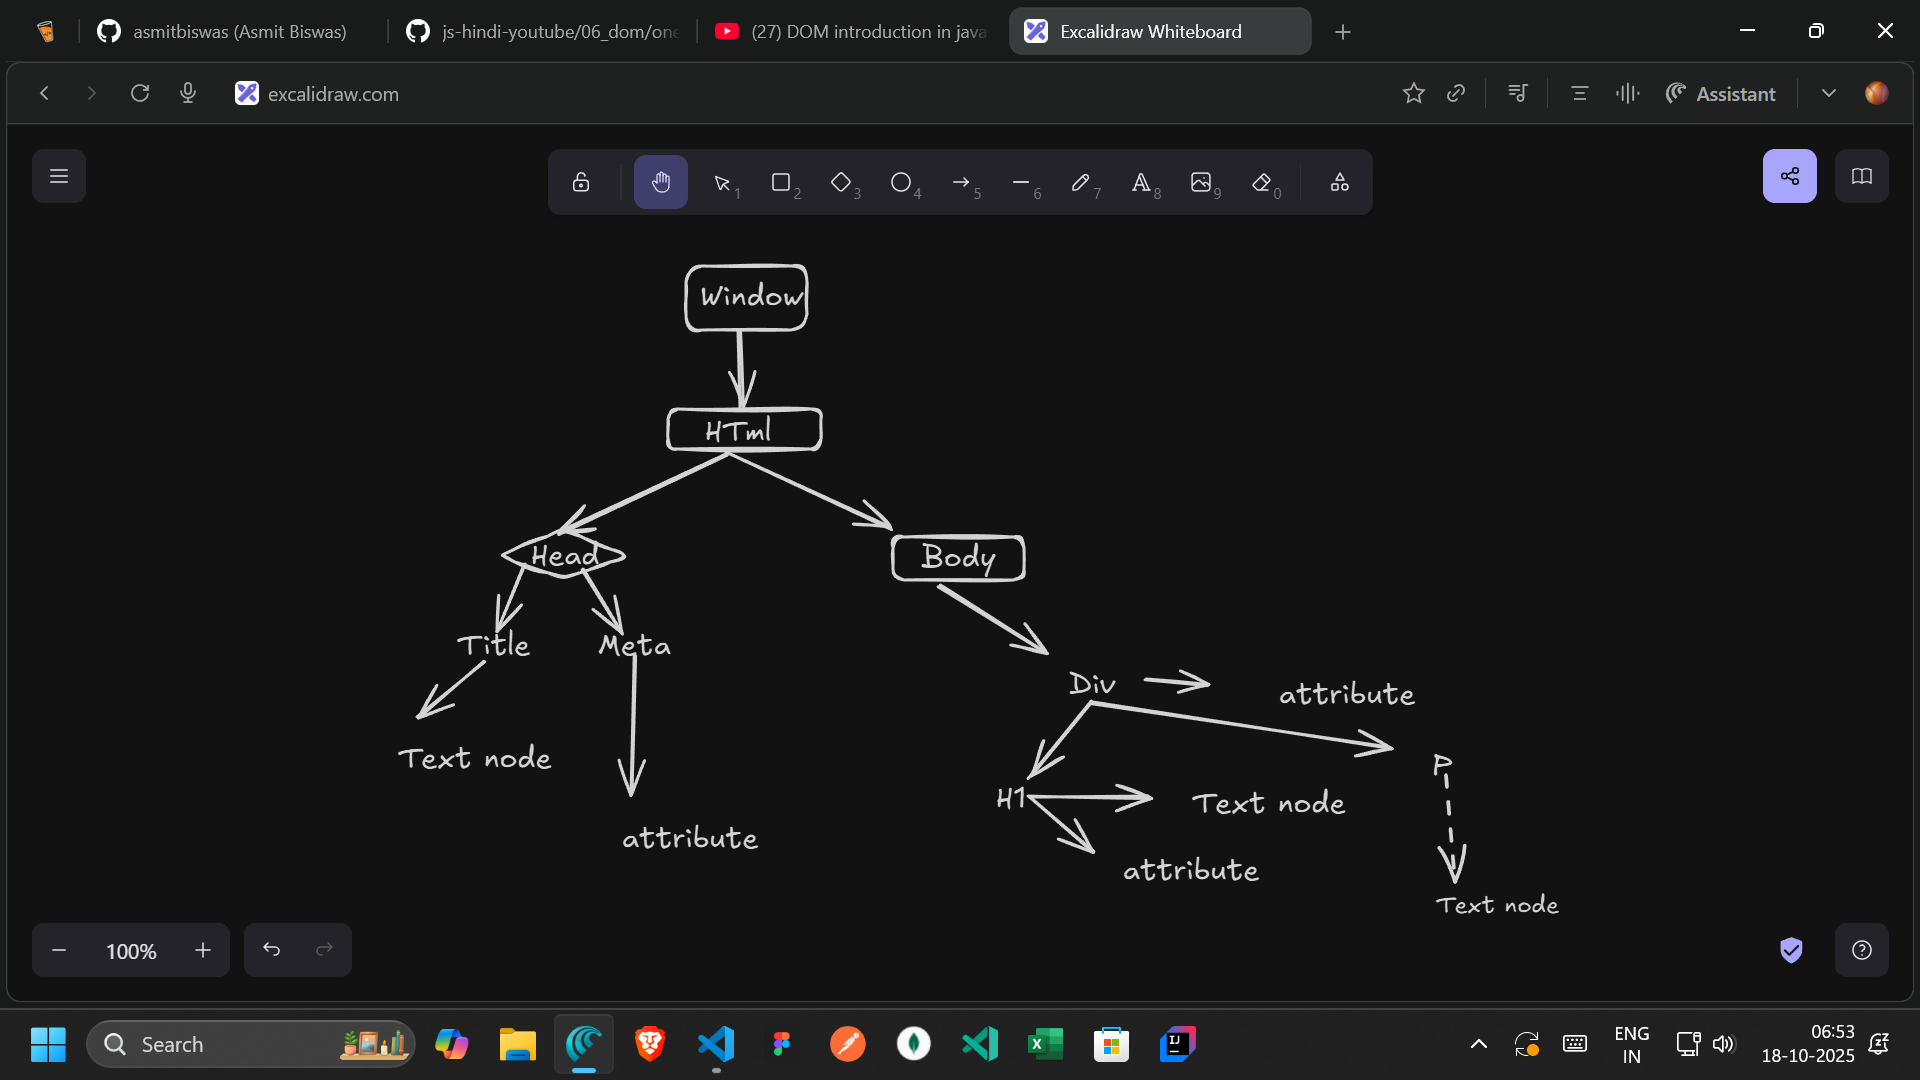 asmitbiswas (Asmit Biswas)
js-hindi-youtube/06_dom/one
(27) DOM introduction in java
Excalidraw Whiteboard
excalidraw.com
Assistant
1
2
3
4
5
6
7
8
9
0
Window
HTml
Head
Body
Title
Meta
Div
attribute
Text node
P
H1
Text node
attribute
attribute
Text node
100%
Search
ENG
IN
06:53
18-10-2025